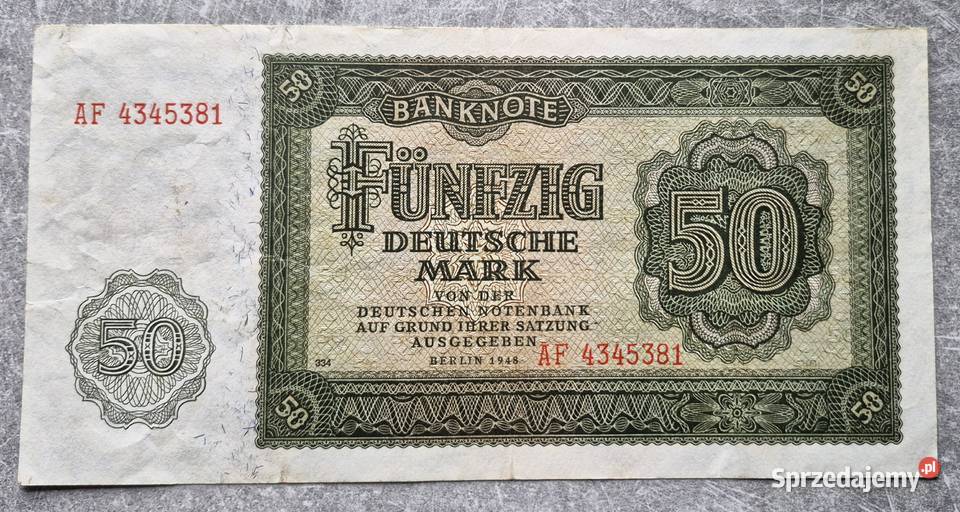 50
50
BANKNOTE
AF 4345381
FÜNFZIG
50
DEUTSCHE
MARK
VON DER
DEUTSCHEN NOTENBANK
AUF GRUND IHRER SATZUNG
AUSGEGEBEN
50
BERLIN 1948
AF 4345381
334
50
50
Sprzedajemy.pl